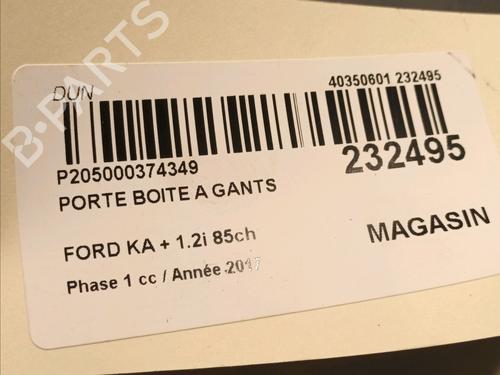 B-PARTS
DUN
40350601 232495
P205000374349
232495
PORTE BOITE A GANTS
FORD KA + 1.2i 85ch
MAGASIN
Phase 1 cc / Année 2017